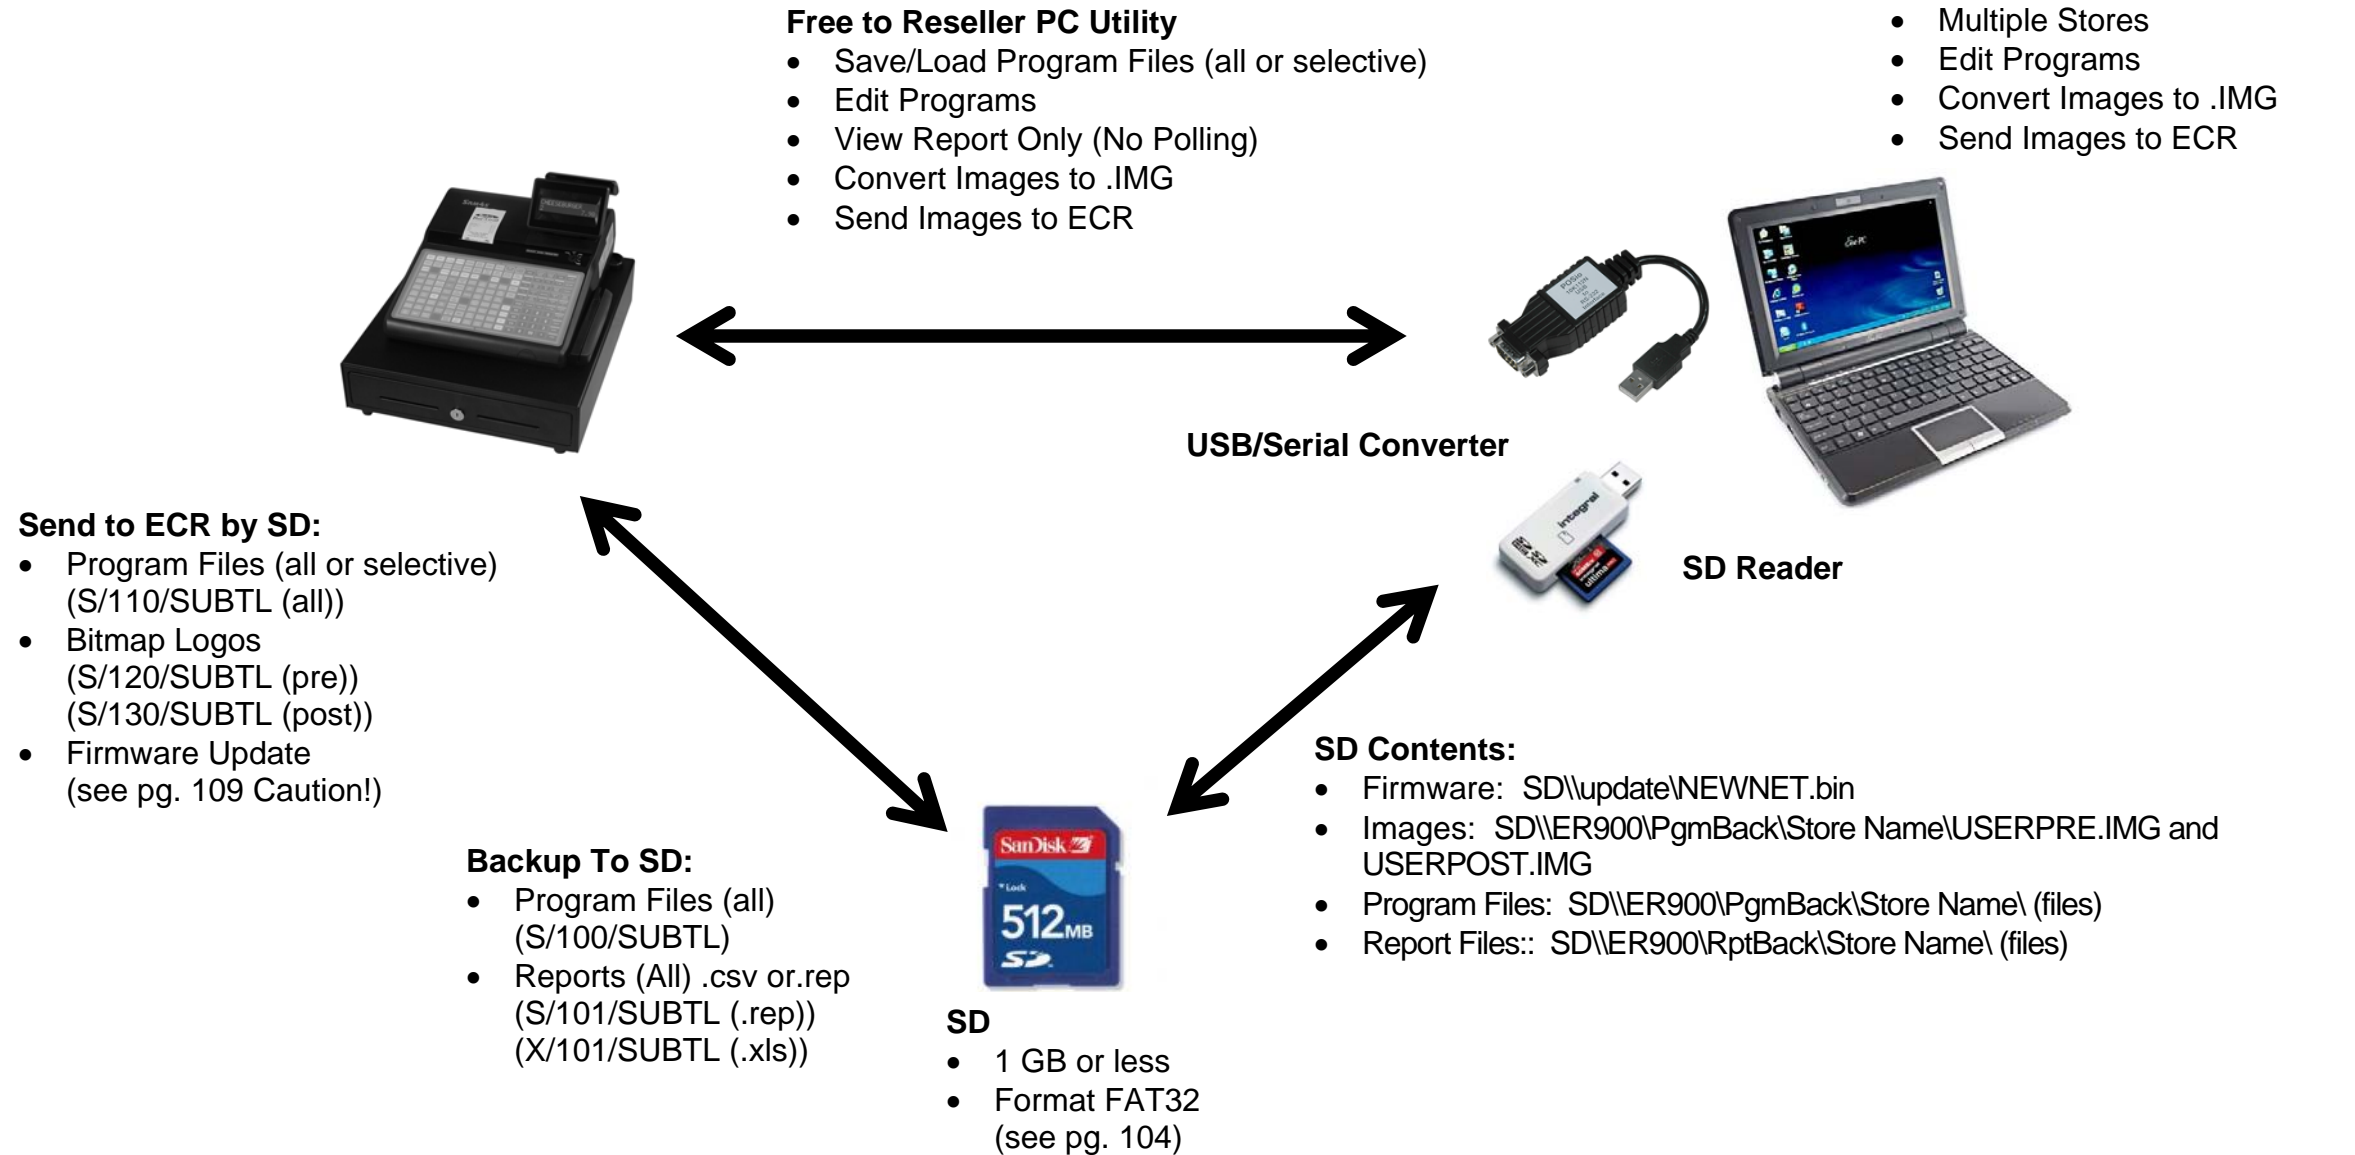 Free to Reseller PC Utility
• Save/Load Program Files (all or selective)
• Edit Programs
• View Report Only (No Polling)
• Convert Images to .IMG
• Send Images to ECR
• Multiple Stores
• Edit Programs
• Convert Images to .IMG
• Send Images to ECR
POSio
USB
Eee PC
USB/Serial Converter
integral
ultima
SD Reader
Send to ECR by SD:
• Program Files (all or selective)
(S/110/SUBTL (all))
• Bitmap Logos
(S/120/SUBTL (pre))
(S/130/SUBTL (post))
• Firmware Update
(see pg. 109 Caution!)
Backup To SD:
• Program Files (all)
(S/100/SUBTL)
• Reports (All) .csv or.rep
(S/101/SUBTL (.rep))
(X/101/SUBTL (.xls))
SanDisk
Lock
512MB
SD
SD
• 1 GB or less
• Format FAT32
(see pg. 104)
SD Contents:
• Firmware: SD\\update\NEWNET.bin
• Images: SD\\ER900\PgmBack\Store Name\USERPRE.IMG and
USERPOST.IMG
• Program Files: SD\\ER900\PgmBack\Store Name\ (files)
• Report Files:: SD\\ER900\RptBack\Store Name\ (files)